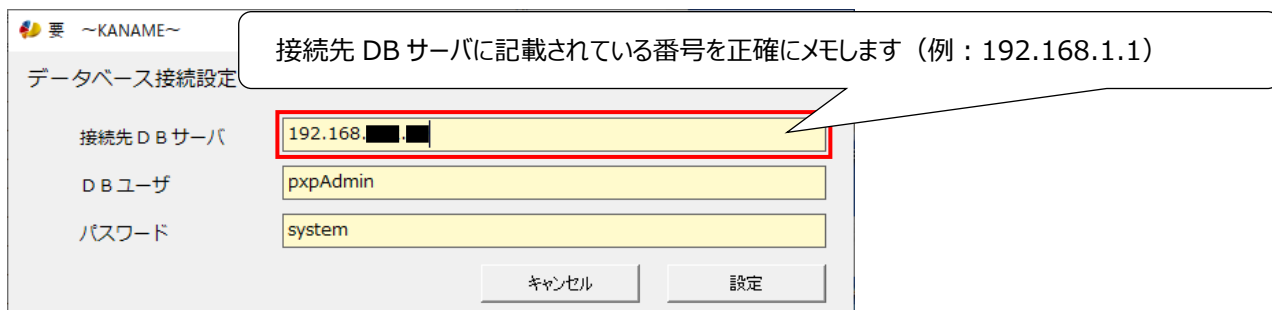 要 ～KANAME～
接続先 DB サーバに記載されている番号を正確にメモします（例：192.168.1.1）
データベース接続設定
接続先ＤＢサーバ
192.168.
.
ＤＢユーザ
pxpAdmin
パスワード
system
キャンセル
設定